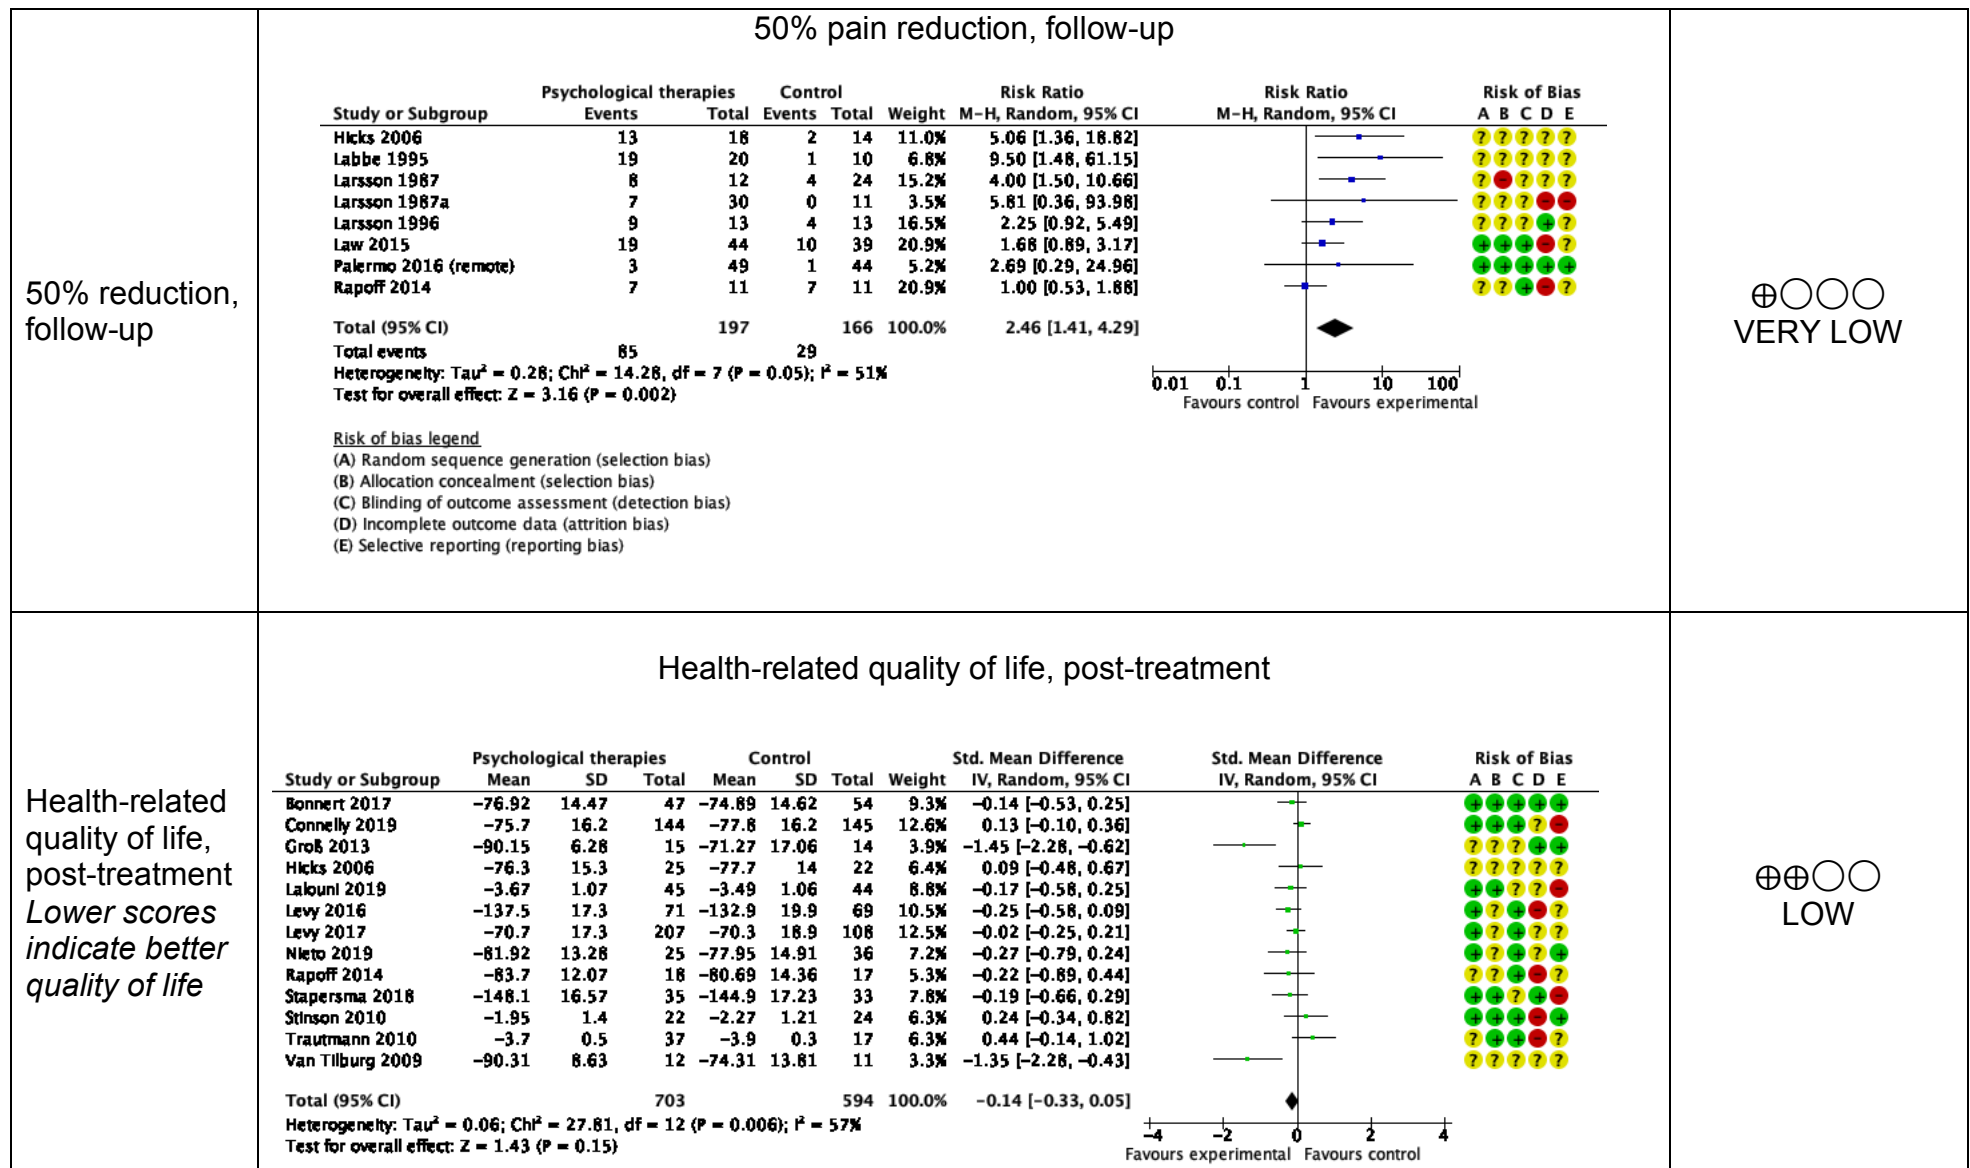 50% reduction,
follow-up
50% pain reduction, follow-up
Psychological therapies Control Risk Ratio Risk Ratio Risk of Bias
Study or Subgroup Events Total Events Total Weight M-H, Random, 95% CI M-H, Random, 95% CI A B C D E
Hicks 2006 13 18 2 14 11.0% 5.06 [1.36, 18.82] ? ? ? ? ?
Labbe 1995 19 20 1 10 6.8% 9.50 [1.48, 61.15] ? ? ? ? ?
Larsson 1987 8 12 4 24 15.2% 4.00 [1.50, 10.66] ? - ? ? ?
Larsson 1987a 7 30 0 11 3.5% 5.81 [0.36, 93.98] ? ? ? - -
Larsson 1996 9 13 4 13 16.5% 2.25 [0.92, 5.49] ? ? ? + ?
Law 2015 19 44 10 39 20.9% 1.68 [0.89, 3.17] + + + - ?
Palermo 2016 (remote) 3 49 1 44 5.2% 2.69 [0.29, 24.96] + + + + +
Rapoff 2014 7 11 7 11 20.9% 1.00 [0.53, 1.88] ? ? + - ?
Total (95% CI) 197 166 100.0% 2.46 [1.41, 4.29]
Total events 85 29
Heterogeneity: Tau² = 0.28; Chi² = 14.28, df = 7 (P = 0.05); I² = 51%
Test for overall effect: Z = 3.16 (P = 0.002)
0.01 0.1 1 10 100
Favours control Favours experimental
Risk of bias legend
(A) Random sequence generation (selection bias)
(B) Allocation concealment (selection bias)
(C) Blinding of outcome assessment (detection bias)
(D) Incomplete outcome data (attrition bias)
(E) Selective reporting (reporting bias)
⊕◯◯◯
VERY LOW
Health-related
quality of life,
post-treatment
Lower scores
indicate better
quality of life
Health-related quality of life, post-treatment
Psychological therapies Control Std. Mean Difference Std. Mean Difference Risk of Bias
Study or Subgroup Mean SD Total Mean SD Total Weight IV, Random, 95% CI IV, Random, 95% CI A B C D E
Bonnert 2017 -76.92 14.47 47 -74.89 14.62 54 9.3% -0.14 [-0.53, 0.25] + + + + +
Connelly 2019 -75.7 16.2 144 -77.8 16.2 145 12.6% 0.13 [-0.10, 0.36] + + + ? -
Groß 2013 -90.15 6.28 15 -71.27 17.06 14 3.9% -1.45 [-2.28, -0.62] ? ? ? + +
Hicks 2006 -76.3 15.3 25 -77.7 14 22 6.4% 0.09 [-0.48, 0.67] ? ? ? ? ?
Lalouni 2019 -3.67 1.07 45 -3.49 1.06 44 8.8% -0.17 [-0.58, 0.25] + + ? ? -
Levy 2016 -137.5 17.3 71 -132.9 19.9 69 10.5% -0.25 [-0.58, 0.09] + ? + - ?
Levy 2017 -70.7 17.3 207 -70.3 18.9 108 12.5% -0.02 [-0.25, 0.21] + ? + ? ?
Nieto 2019 -81.92 13.28 25 -77.95 14.91 36 7.2% -0.27 [-0.79, 0.24] + + ? ? +
Rapoff 2014 -83.7 12.07 18 -80.69 14.36 17 5.3% -0.22 [-0.89, 0.44] ? ? + - ?
Stapersma 2018 -148.1 16.57 35 -144.9 17.23 33 7.8% -0.19 [-0.66, 0.29] + + ? + -
Stinson 2010 -1.95 1.4 22 -2.27 1.21 24 6.3% 0.24 [-0.34, 0.82] + + + - +
Trautmann 2010 -3.7 0.5 37 -3.9 0.3 17 6.3% 0.44 [-0.14, 1.02] ? + + - ?
Van Tilburg 2009 -90.31 8.63 12 -74.31 13.81 11 3.3% -1.35 [-2.28, -0.43] ? ? ? ? ?
Total (95% CI) 703 594 100.0% -0.14 [-0.33, 0.05]
Heterogeneity: Tau² = 0.06; Chi² = 27.81, df = 12 (P = 0.006); I² = 57%
Test for overall effect: Z = 1.43 (P = 0.15)
-4 -2 0 2 4
Favours experimental Favours control
⊕⊕◯◯
LOW